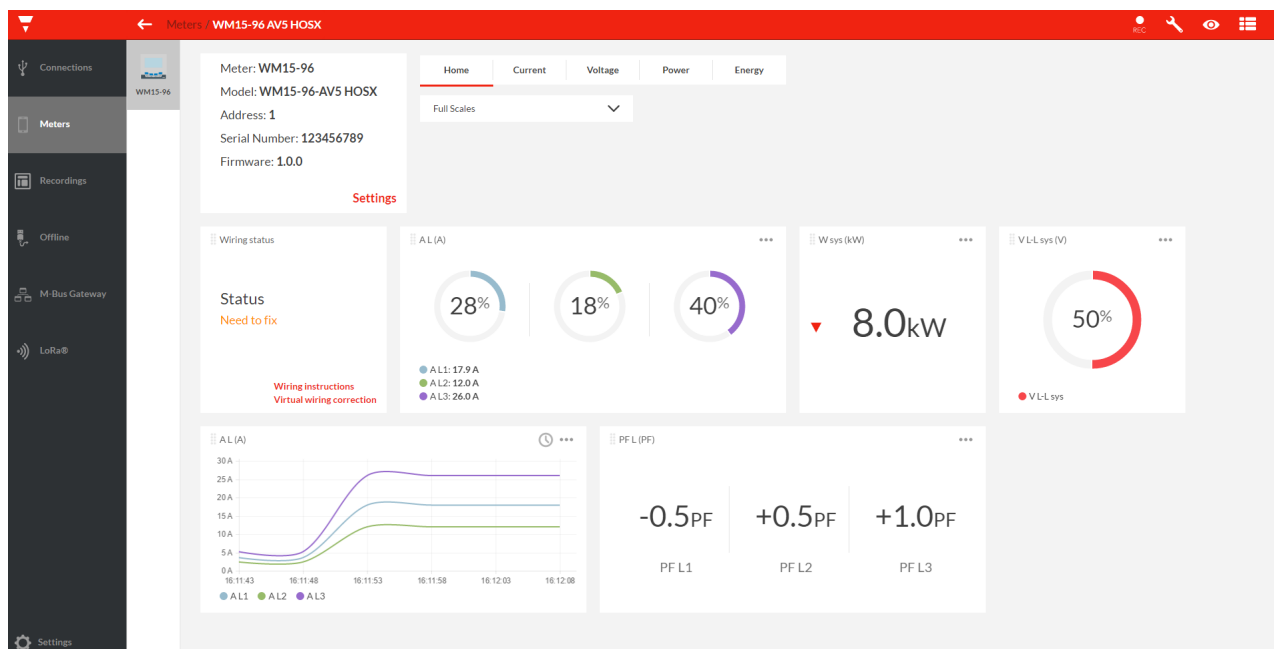 Meters / WM15-96 AV5 HOSX
REC
Connections
Meters
Recordings
Offline
M-Bus Gateway
LoRa®
Settings
WM15-96
Meter: WM15-96
Model: WM15-96-AV5 HOSX
Address: 1
Serial Number: 123456789
Firmware: 1.0.0
Settings
Home Current Voltage Power Energy
Full Scales
Wiring status
Status
Need to fix
Wiring instructions
Virtual wiring correction
A L (A)
28% 18% 40%
A L1: 17.9 A
A L2: 12.0 A
A L3: 26.0 A
W sys (kW)
8.0kW
V L-L sys (V)
50%
V L-L sys
A L (A)
30 A
25 A
20 A
15 A
10 A
5 A
0 A
16:11:43 16:11:48 16:11:53 16:11:58 16:12:03 16:12:08
A L1 A L2 A L3
PF L (PF)
-0.5PF +0.5PF +1.0PF
PF L1 PF L2 PF L3